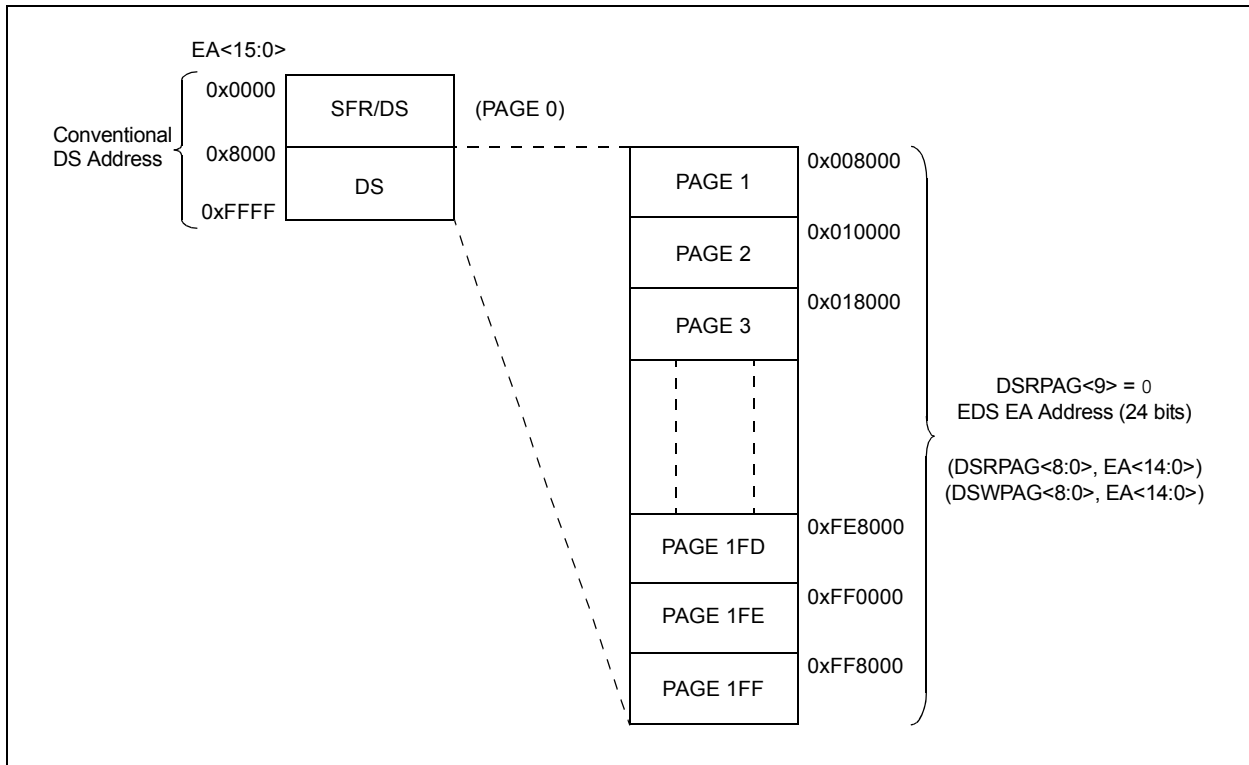 EA<15:0>
0x0000
SFR/DS
(PAGE 0)
Conventional
DS Address
0x8000
DS
0xFFFF
PAGE 1
0x008000
PAGE 2
0x010000
PAGE 3
0x018000
PAGE 1FD
0xFE8000
PAGE 1FE
0xFF0000
PAGE 1FF
0xFF8000
DSRPAG<9> = 0
EDS EA Address (24 bits)
(DSRPAG<8:0>, EA<14:0>)
(DSWPAG<8:0>, EA<14:0>)